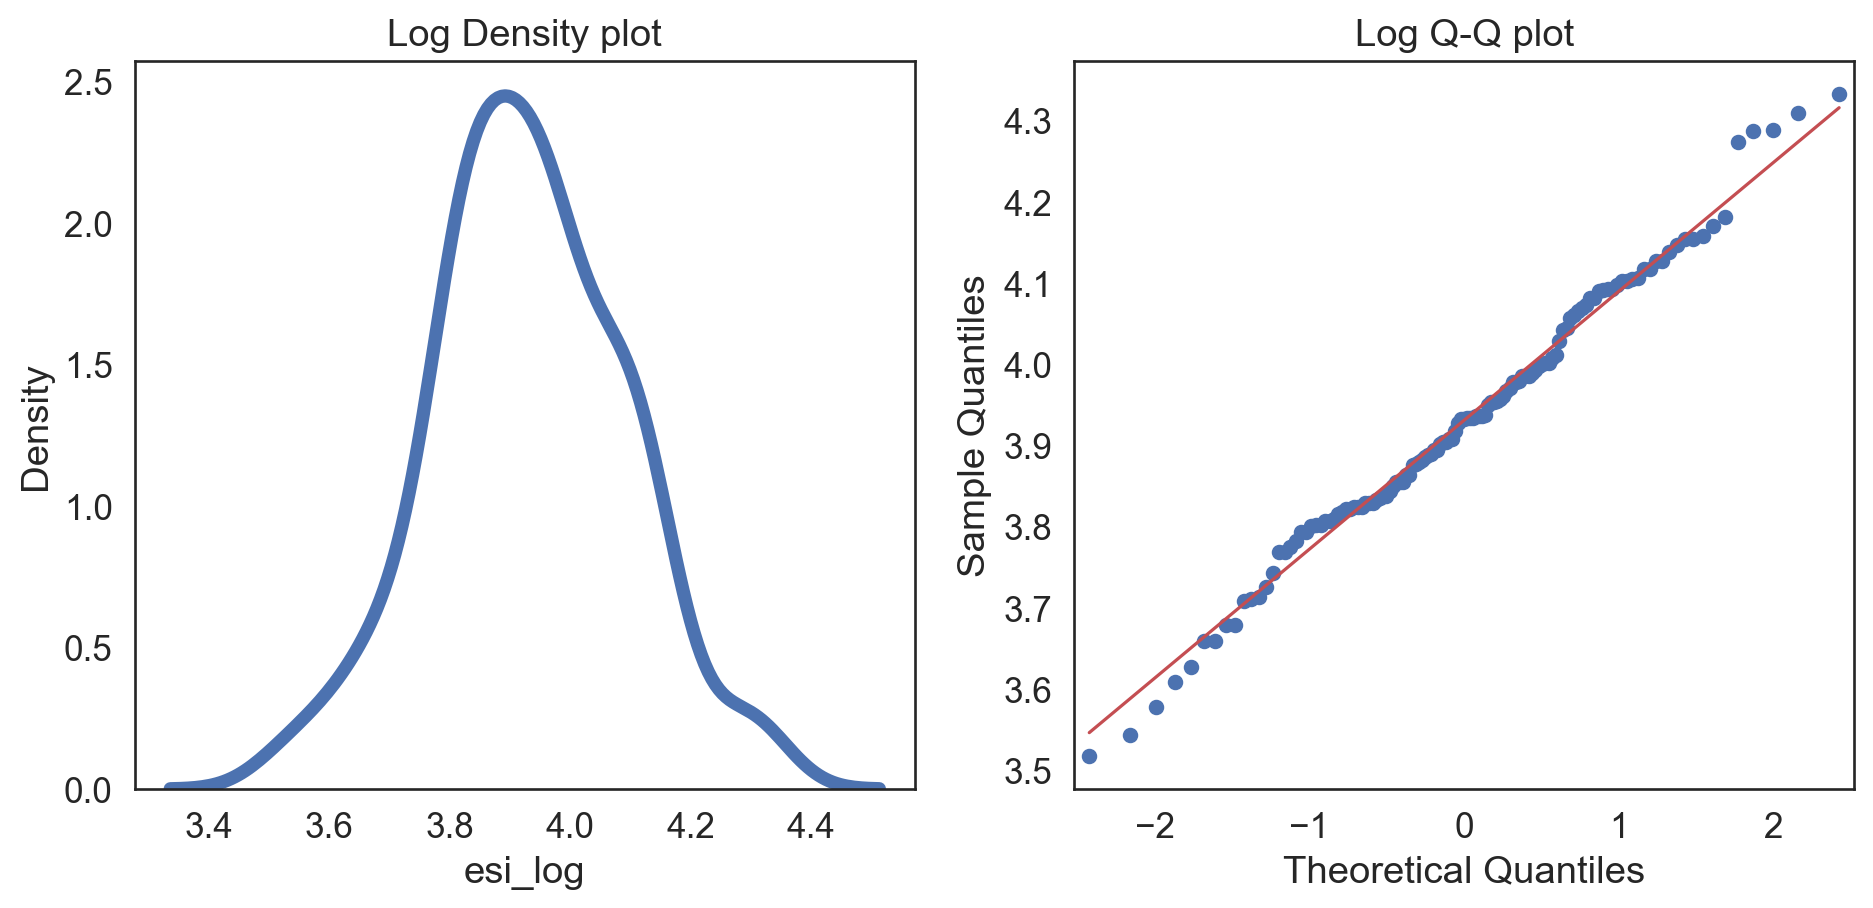 Log Density plot
2.5
2.0
1.5
1.0
0.5
0.0
Density
3.4 3.6 3.8 4.0 4.2 4.4
esi_log
Log Q-Q plot
4.3
4.2
4.1
4.0
3.9
3.8
3.7
3.6
3.5
Sample Quantiles
−2 −1 0 1 2
Theoretical Quantiles